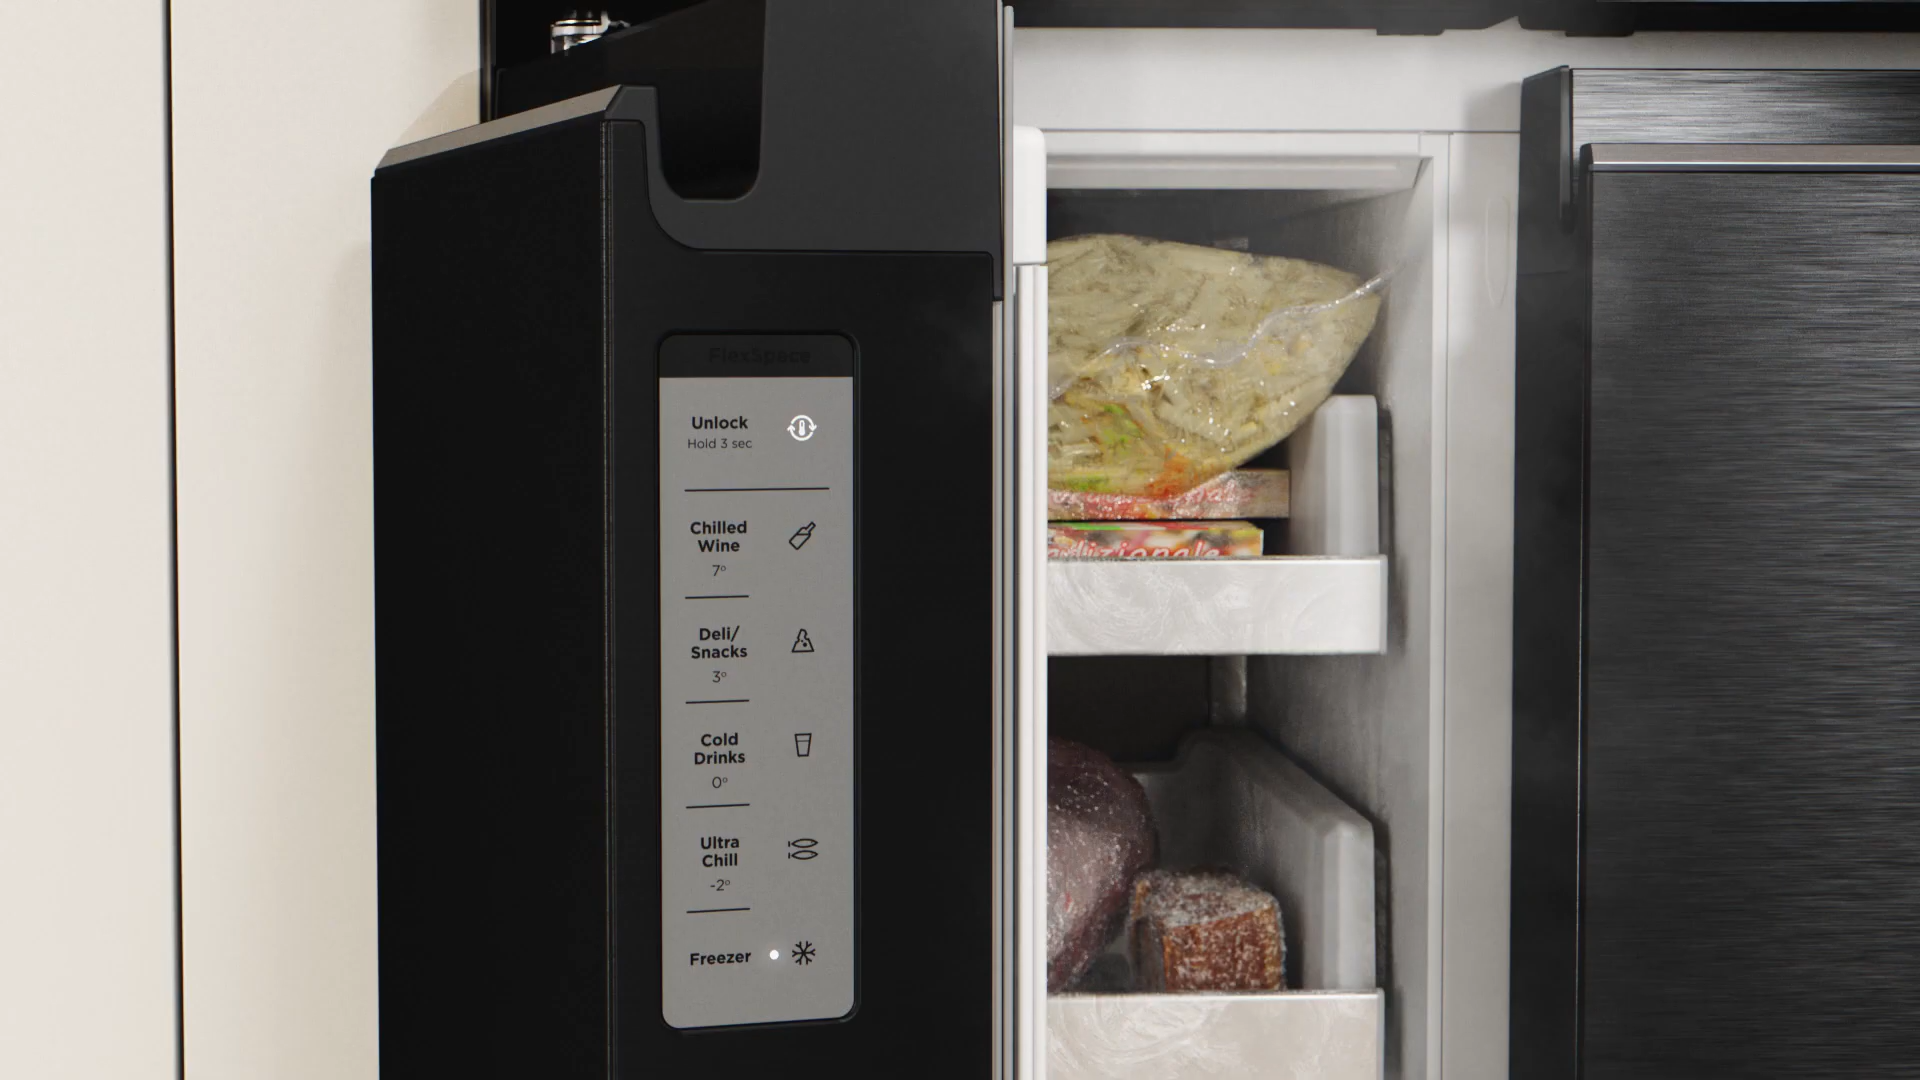 FlexSpace
Unlock
Hold 3 sec
Chilled
Wine
7°
Deli/
Snacks
3°
Cold
Drinks
0°
Ultra
Chill
-2°
Freezer